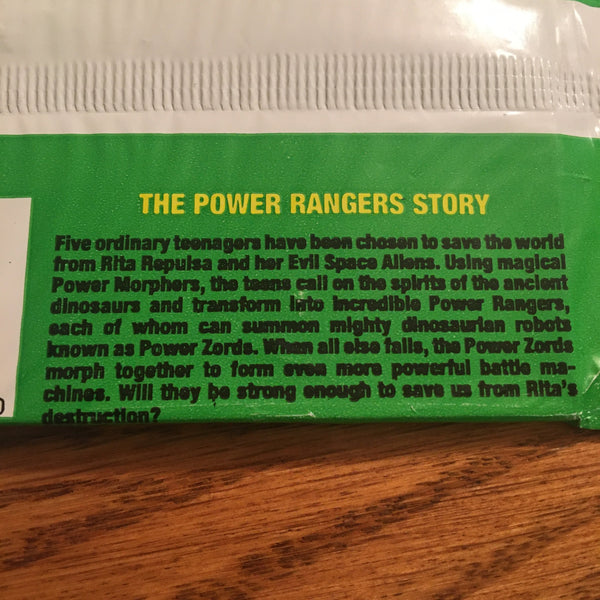 THE POWER RANGERS STORY
Five ordinary teenagers have been chosen to save the world
from Rita Repulsa and her Evil Space Aliens. Using magical
Power Morphers, the teens call on the spirits of the ancient
dinosaurs and transform into incredible Power Rangers,
each of whom can summon mighty dinosaurian robots
known as Power Zords. When all else fails, the Power Zords
morph together to form even more powerful battle ma-
chines. Will they be strong enough to save us from Rita's
destruction?